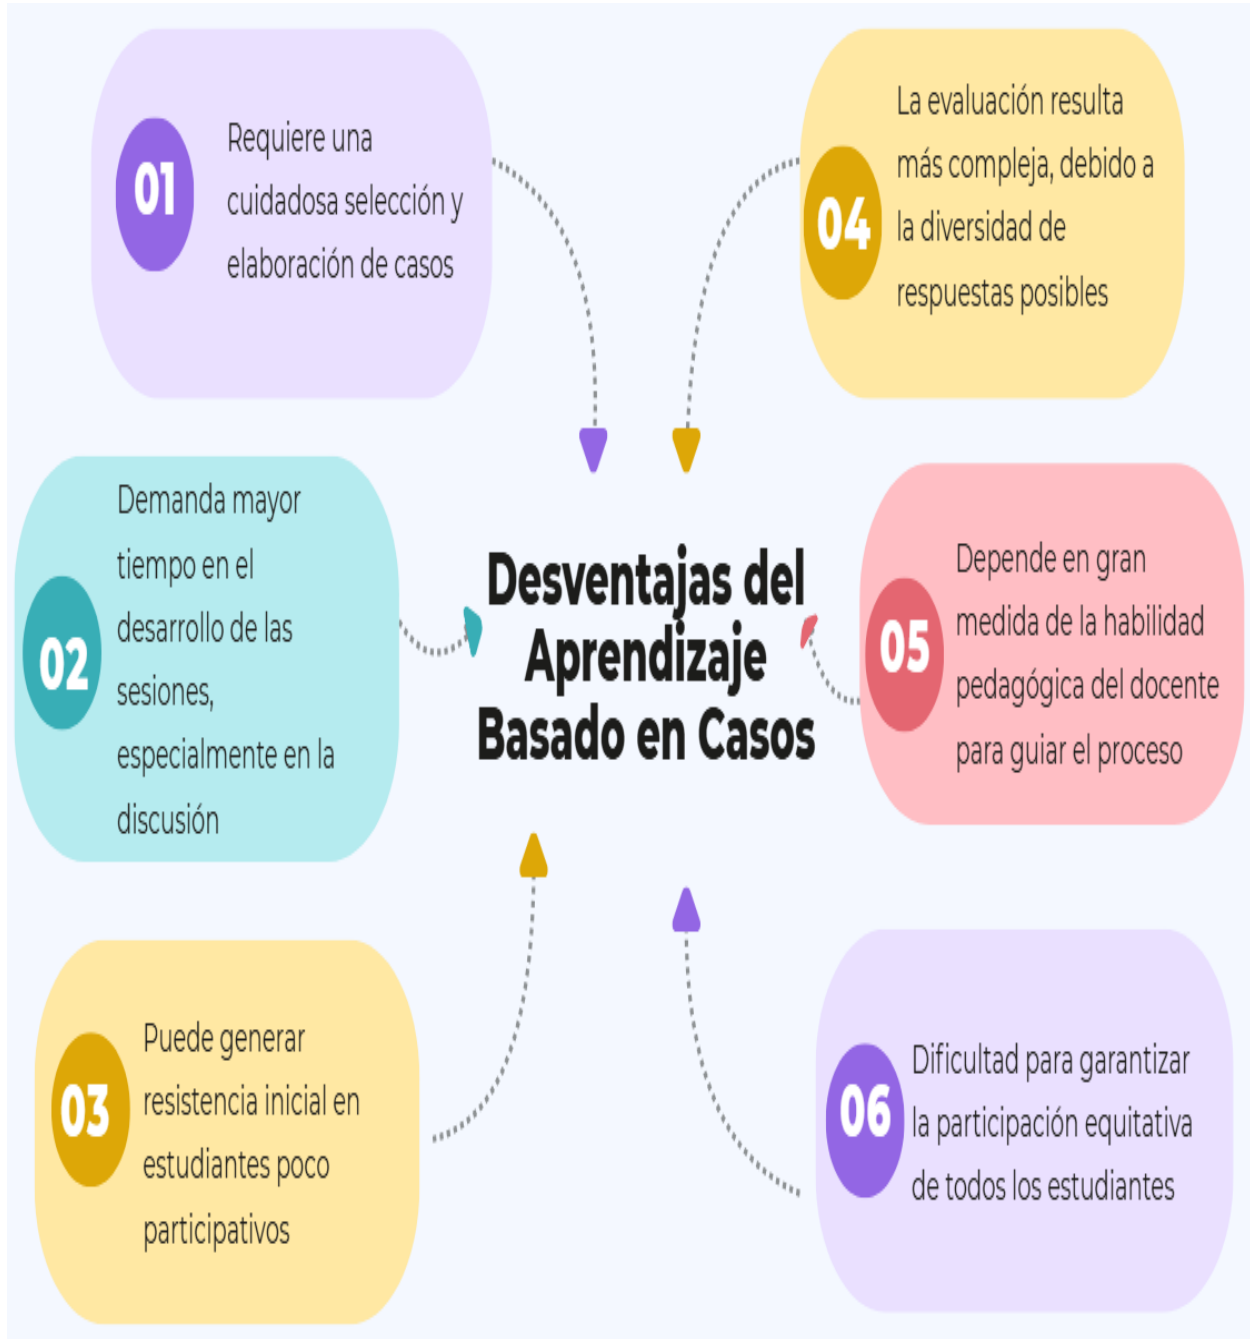 01
Requiere una
cuidadosa selección y
elaboración de casos
02
Demanda mayor
tiempo en el
desarrollo de las
sesiones,
especialmente en la
discusión
03
Puede generar
resistencia inicial en
estudiantes poco
participativos
Desventajas del
Aprendizaje
Basado en Casos
04
La evaluación resulta
más compleja, debido a
la diversidad de
respuestas posibles
05
Depende en gran
medida de la habilidad
pedagógica del docente
para guiar el proceso
06
Dificultad para garantizar
la participación equitativa
de todos los estudiantes